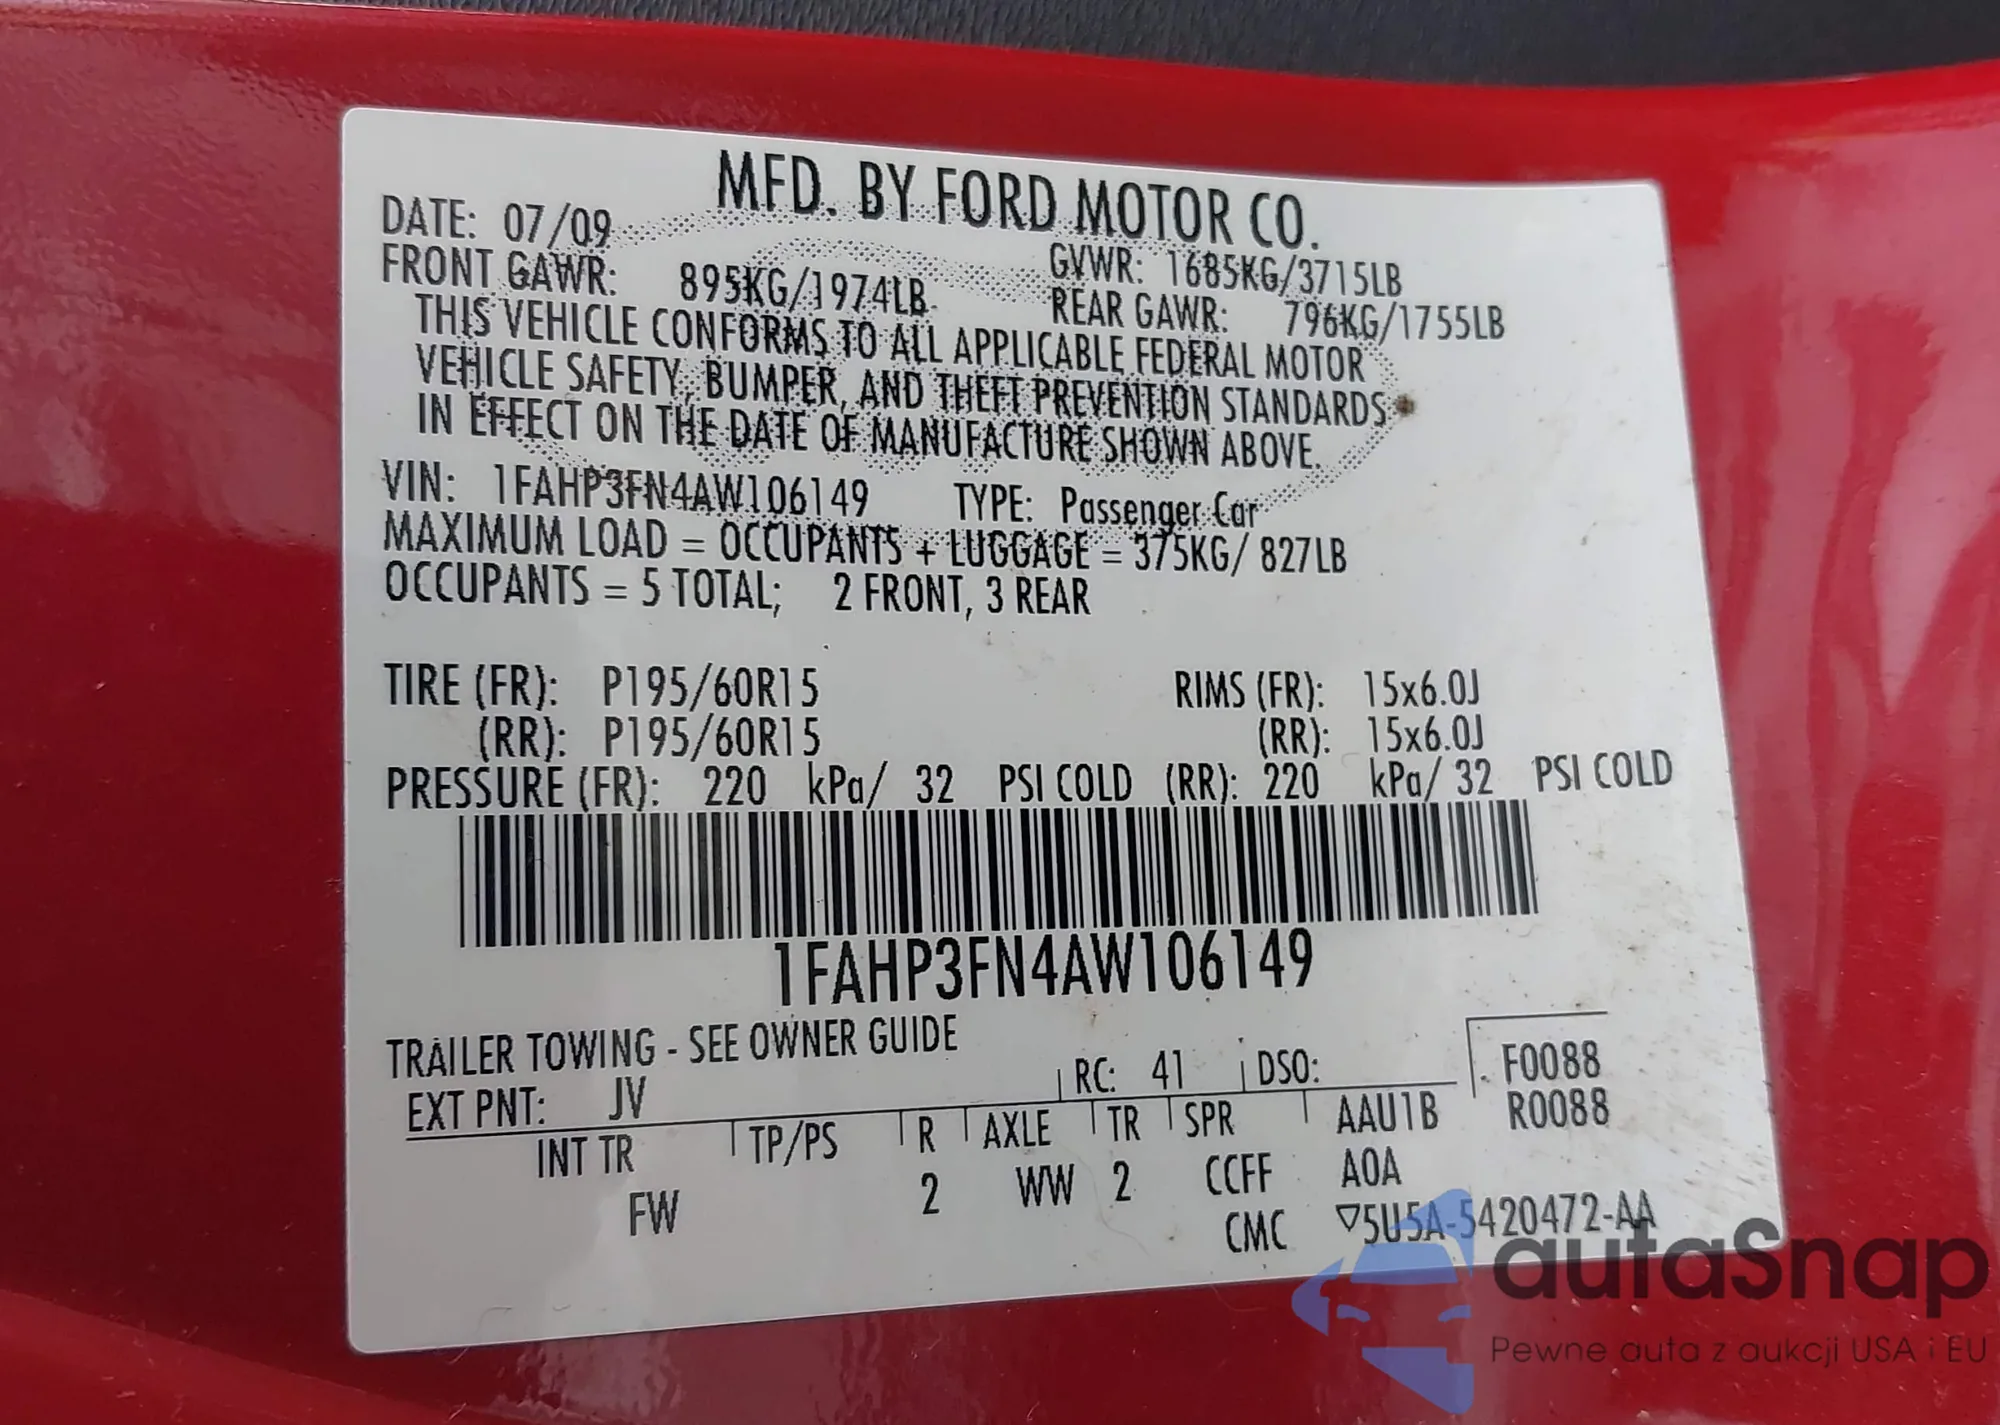 MFD. BY FORD MOTOR CO.
DATE: 07/09
GVWR: 1685KG/3715LB
FRONT GAWR: 895KG/1974LB
REAR GAWR: 796KG/1755LB
THIS VEHICLE CONFORMS TO ALL APPLICABLE FEDERAL MOTOR
VEHICLE SAFETY, BUMPER, AND THEFT PREVENTION STANDARDS
IN EFFECT ON THE DATE OF MANUFACTURE SHOWN ABOVE.
VIN: 1FAHP3FN4AW106149 TYPE: Passenger Car
MAXIMUM LOAD = OCCUPANTS + LUGGAGE = 375KG/ 827LB
OCCUPANTS = 5 TOTAL; 2 FRONT, 3 REAR
TIRE (FR): P195/60R15 RIMS (FR): 15x6.0J
(RR): P195/60R15 (RR): 15x6.0J
PRESSURE (FR): 220 kPa/ 32 PSI COLD (RR): 220 kPa/ 32 PSI COLD
1FAHP3FN4AW106149
TRAILER TOWING - SEE OWNER GUIDE
EXT PNT: JV RC: 41 DSO: F0088
R0088
INT TR TP/PS R AXLE TR SPR AAU1B
FW 2 WW 2 CCFF A0A
CMC ▽5U5A-5420472-AA
autaSnap
Pewne auta z aukcji USA i EU